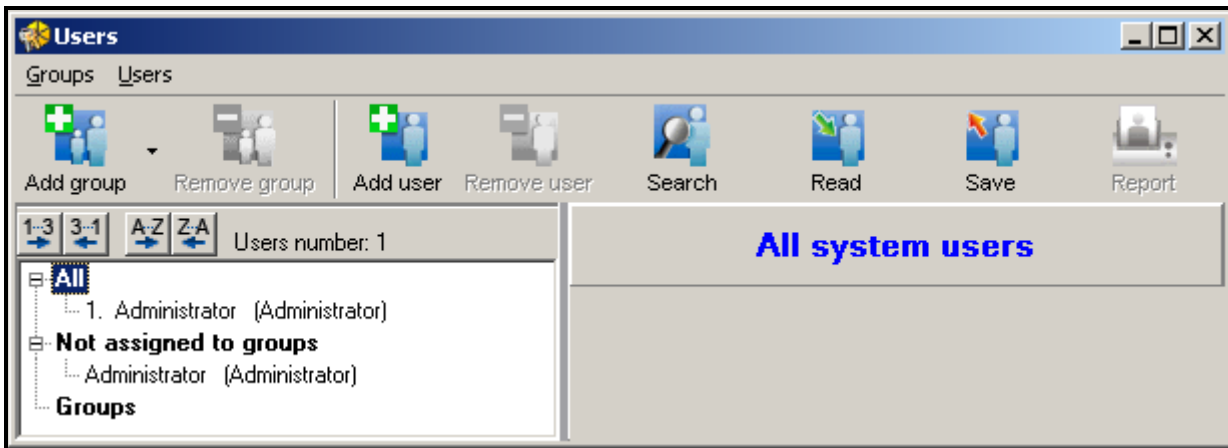 Users
Groups Users
Add group Remove group Add user Remove user Search Read Save Report
1-3 3-1 A-Z Z-A Users number: 1
All system users
All
1. Administrator (Administrator)
Not assigned to groups
Administrator (Administrator)
Groups